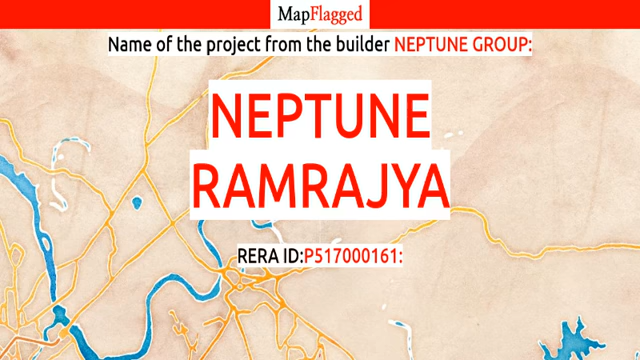 MapFlagged
Name of the project from the builder NEPTUNE GROUP:
NEPTUNE
RAMRAJYA
RERA ID:P517000161: